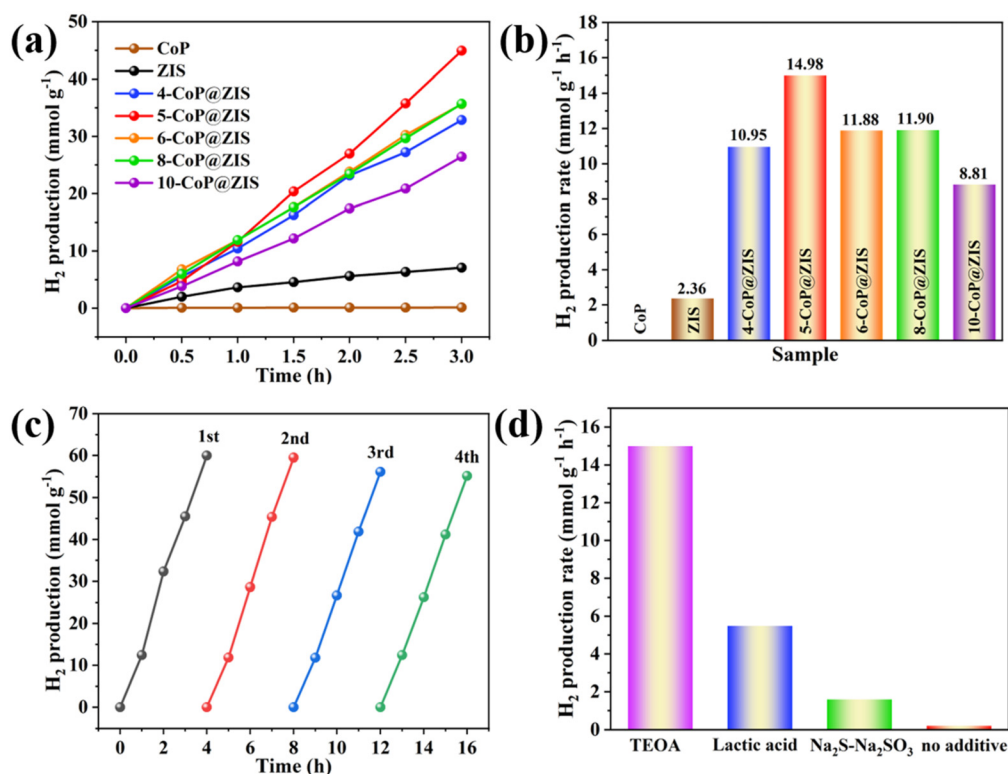 (a)
H₂ production (mmol g⁻¹)
50
40
30
20
10
0
CoP
ZIS
4-CoP@ZIS
5-CoP@ZIS
6-CoP@ZIS
8-CoP@ZIS
10-CoP@ZIS
0.0 0.5 1.0 1.5 2.0 2.5 3.0
Time (h)
(b)
H₂ production rate (mmol g⁻¹ h⁻¹)
18
16
14
12
10
8
6
4
2
0
2.36
10.95
14.98
11.88
11.90
8.81
CoP
ZIS
4-CoP@ZIS
5-CoP@ZIS
6-CoP@ZIS
8-CoP@ZIS
10-CoP@ZIS
Sample
(c)
H₂ production (mmol g⁻¹)
70
60
50
40
30
20
10
0
1st
2nd
3rd
4th
0 2 4 6 8 10 12 14 16
Time (h)
(d)
H₂ production rate (mmol g⁻¹ h⁻¹)
16
14
12
10
8
6
4
2
0
TEOA Lactic acid Na₂S-Na₂SO₃ no additive